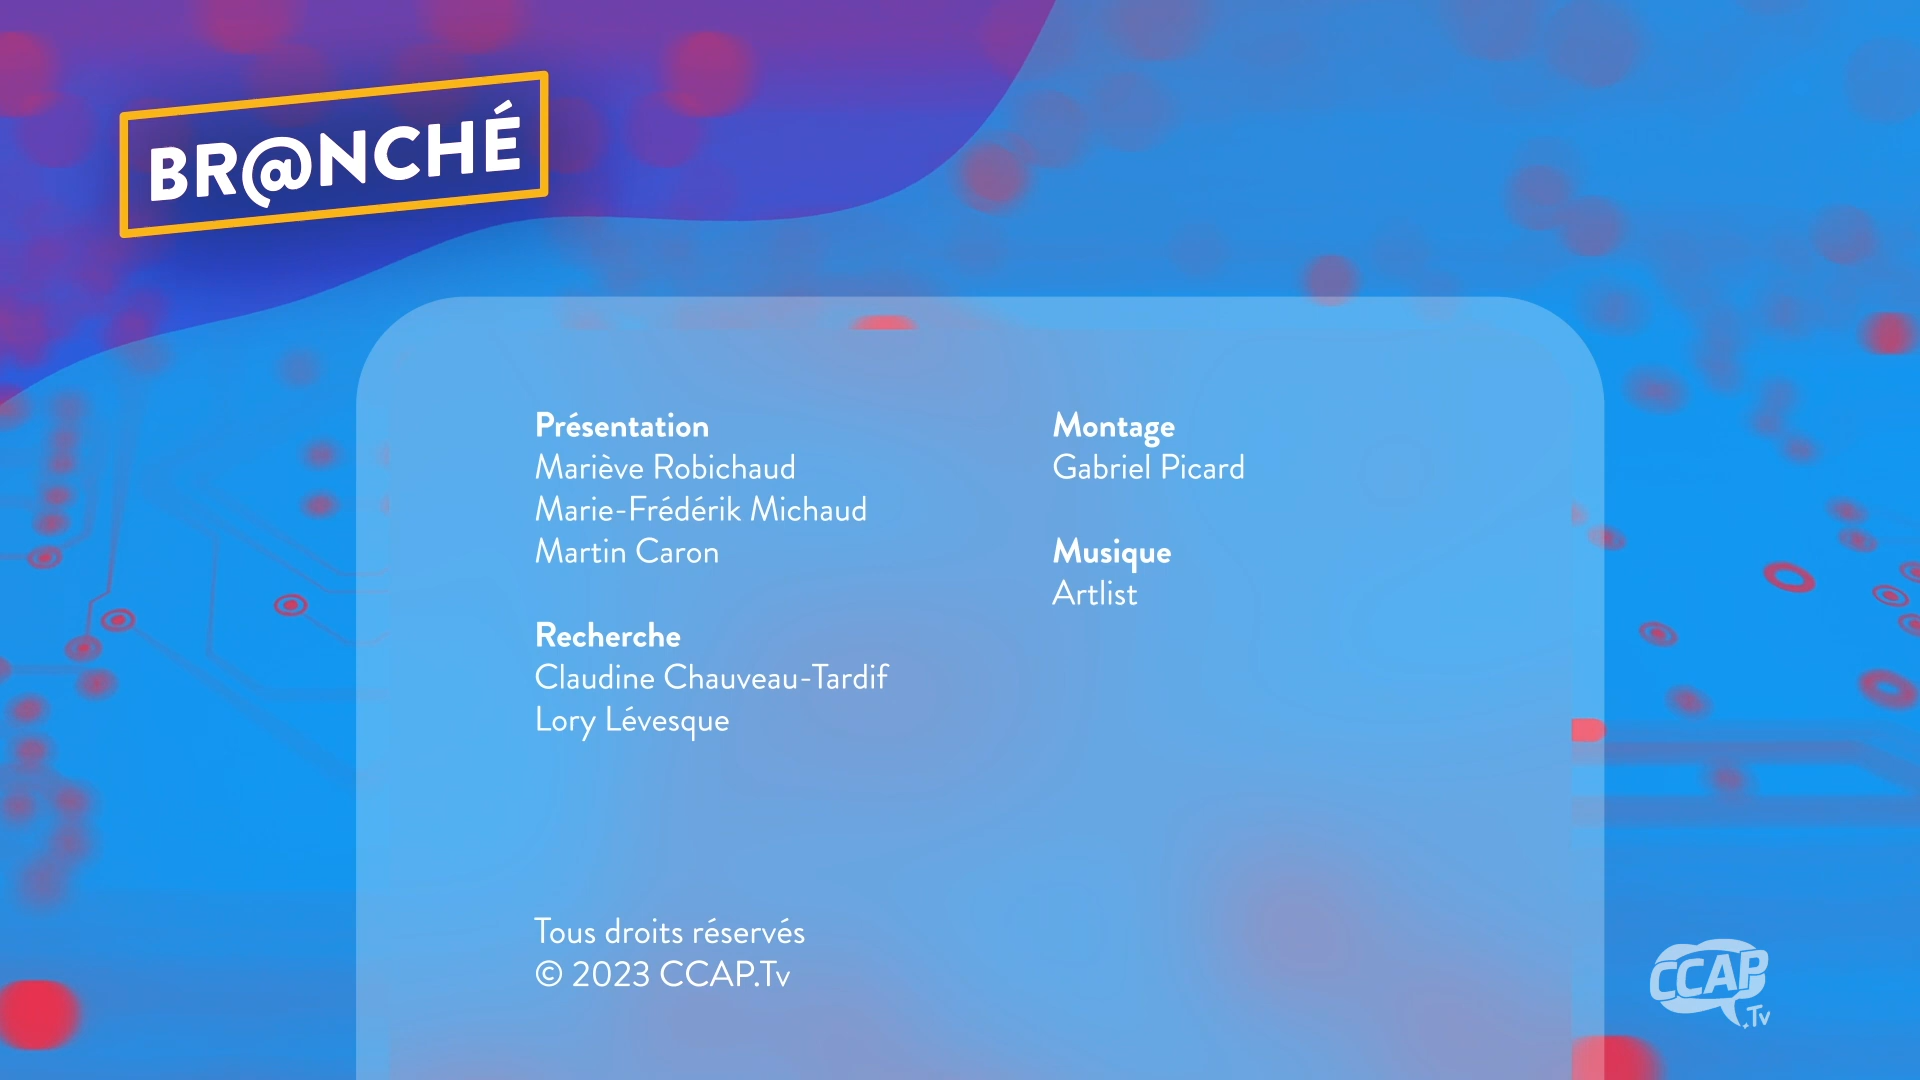 BR@NCHÉ
Présentation
Mariève Robichaud
Marie-Frédérik Michaud
Martin Caron
Recherche
Claudine Chauveau-Tardif
Lory Lévesque
Montage
Gabriel Picard
Musique
Artlist
Tous droits réservés
© 2023 CCAP.Tv
CCAP
.Tv